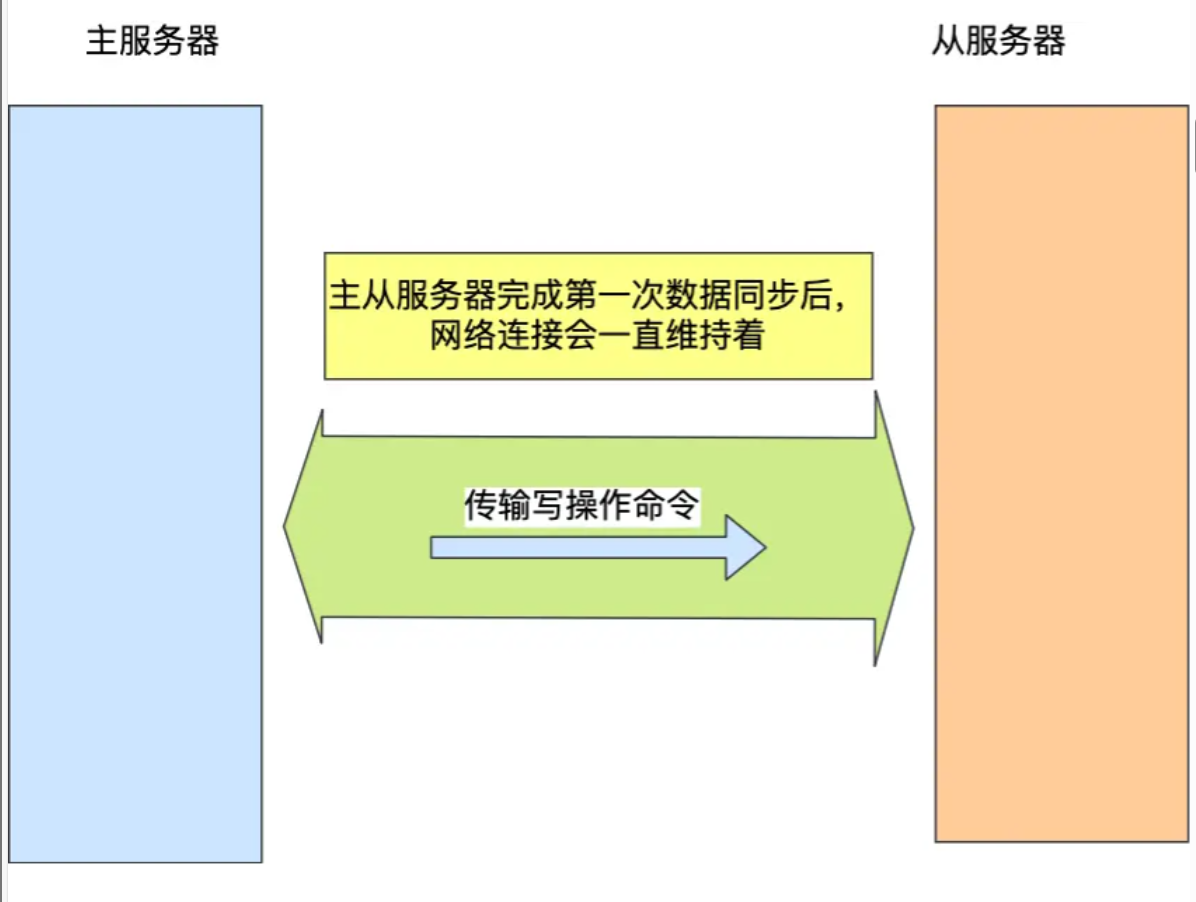 主服务器
从服务器
主从服务器完成第一次数据同步后，
网络连接会一直维持着
传输写操作命令